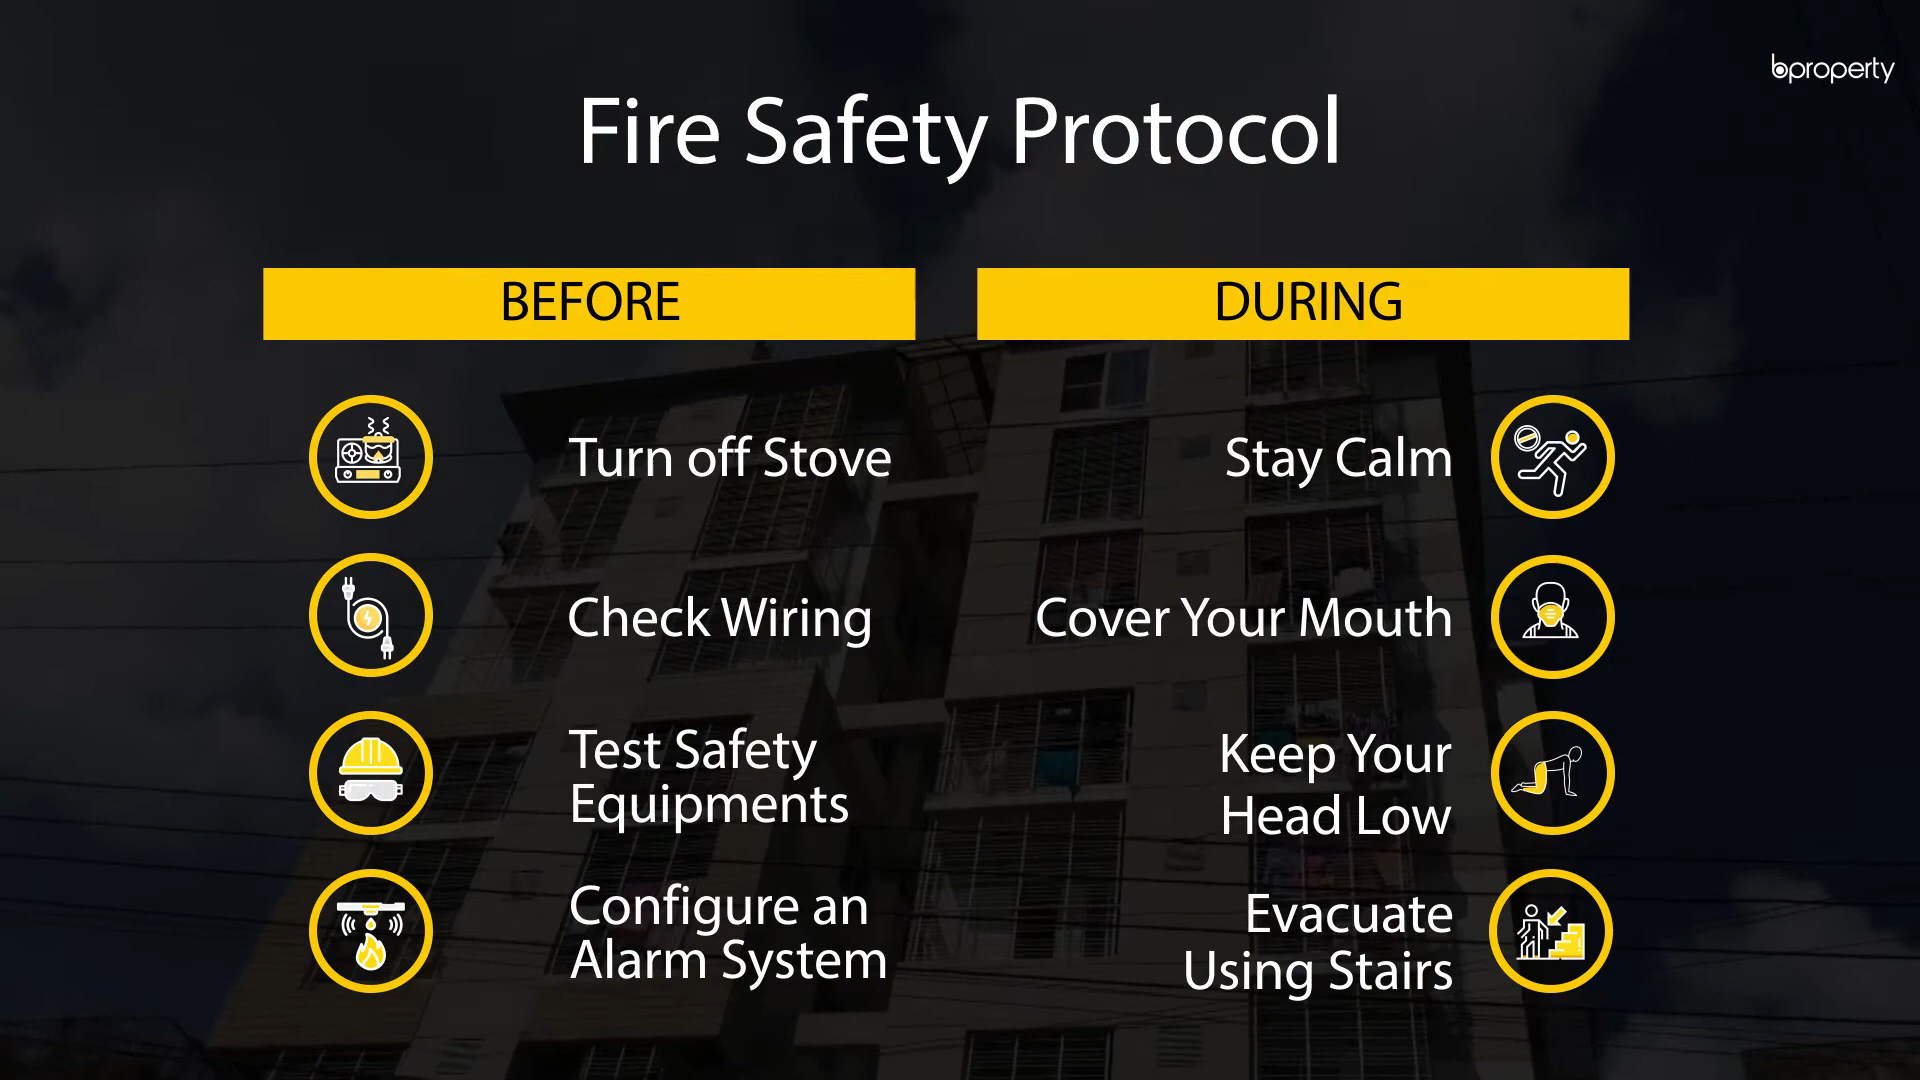 bproperty
Fire Safety Protocol
BEFORE
Turn off Stove
Check Wiring
Test Safety
Equipments
Configure an
Alarm System
DURING
Stay Calm
Cover Your Mouth
Keep Your
Head Low
Evacuate
Using Stairs